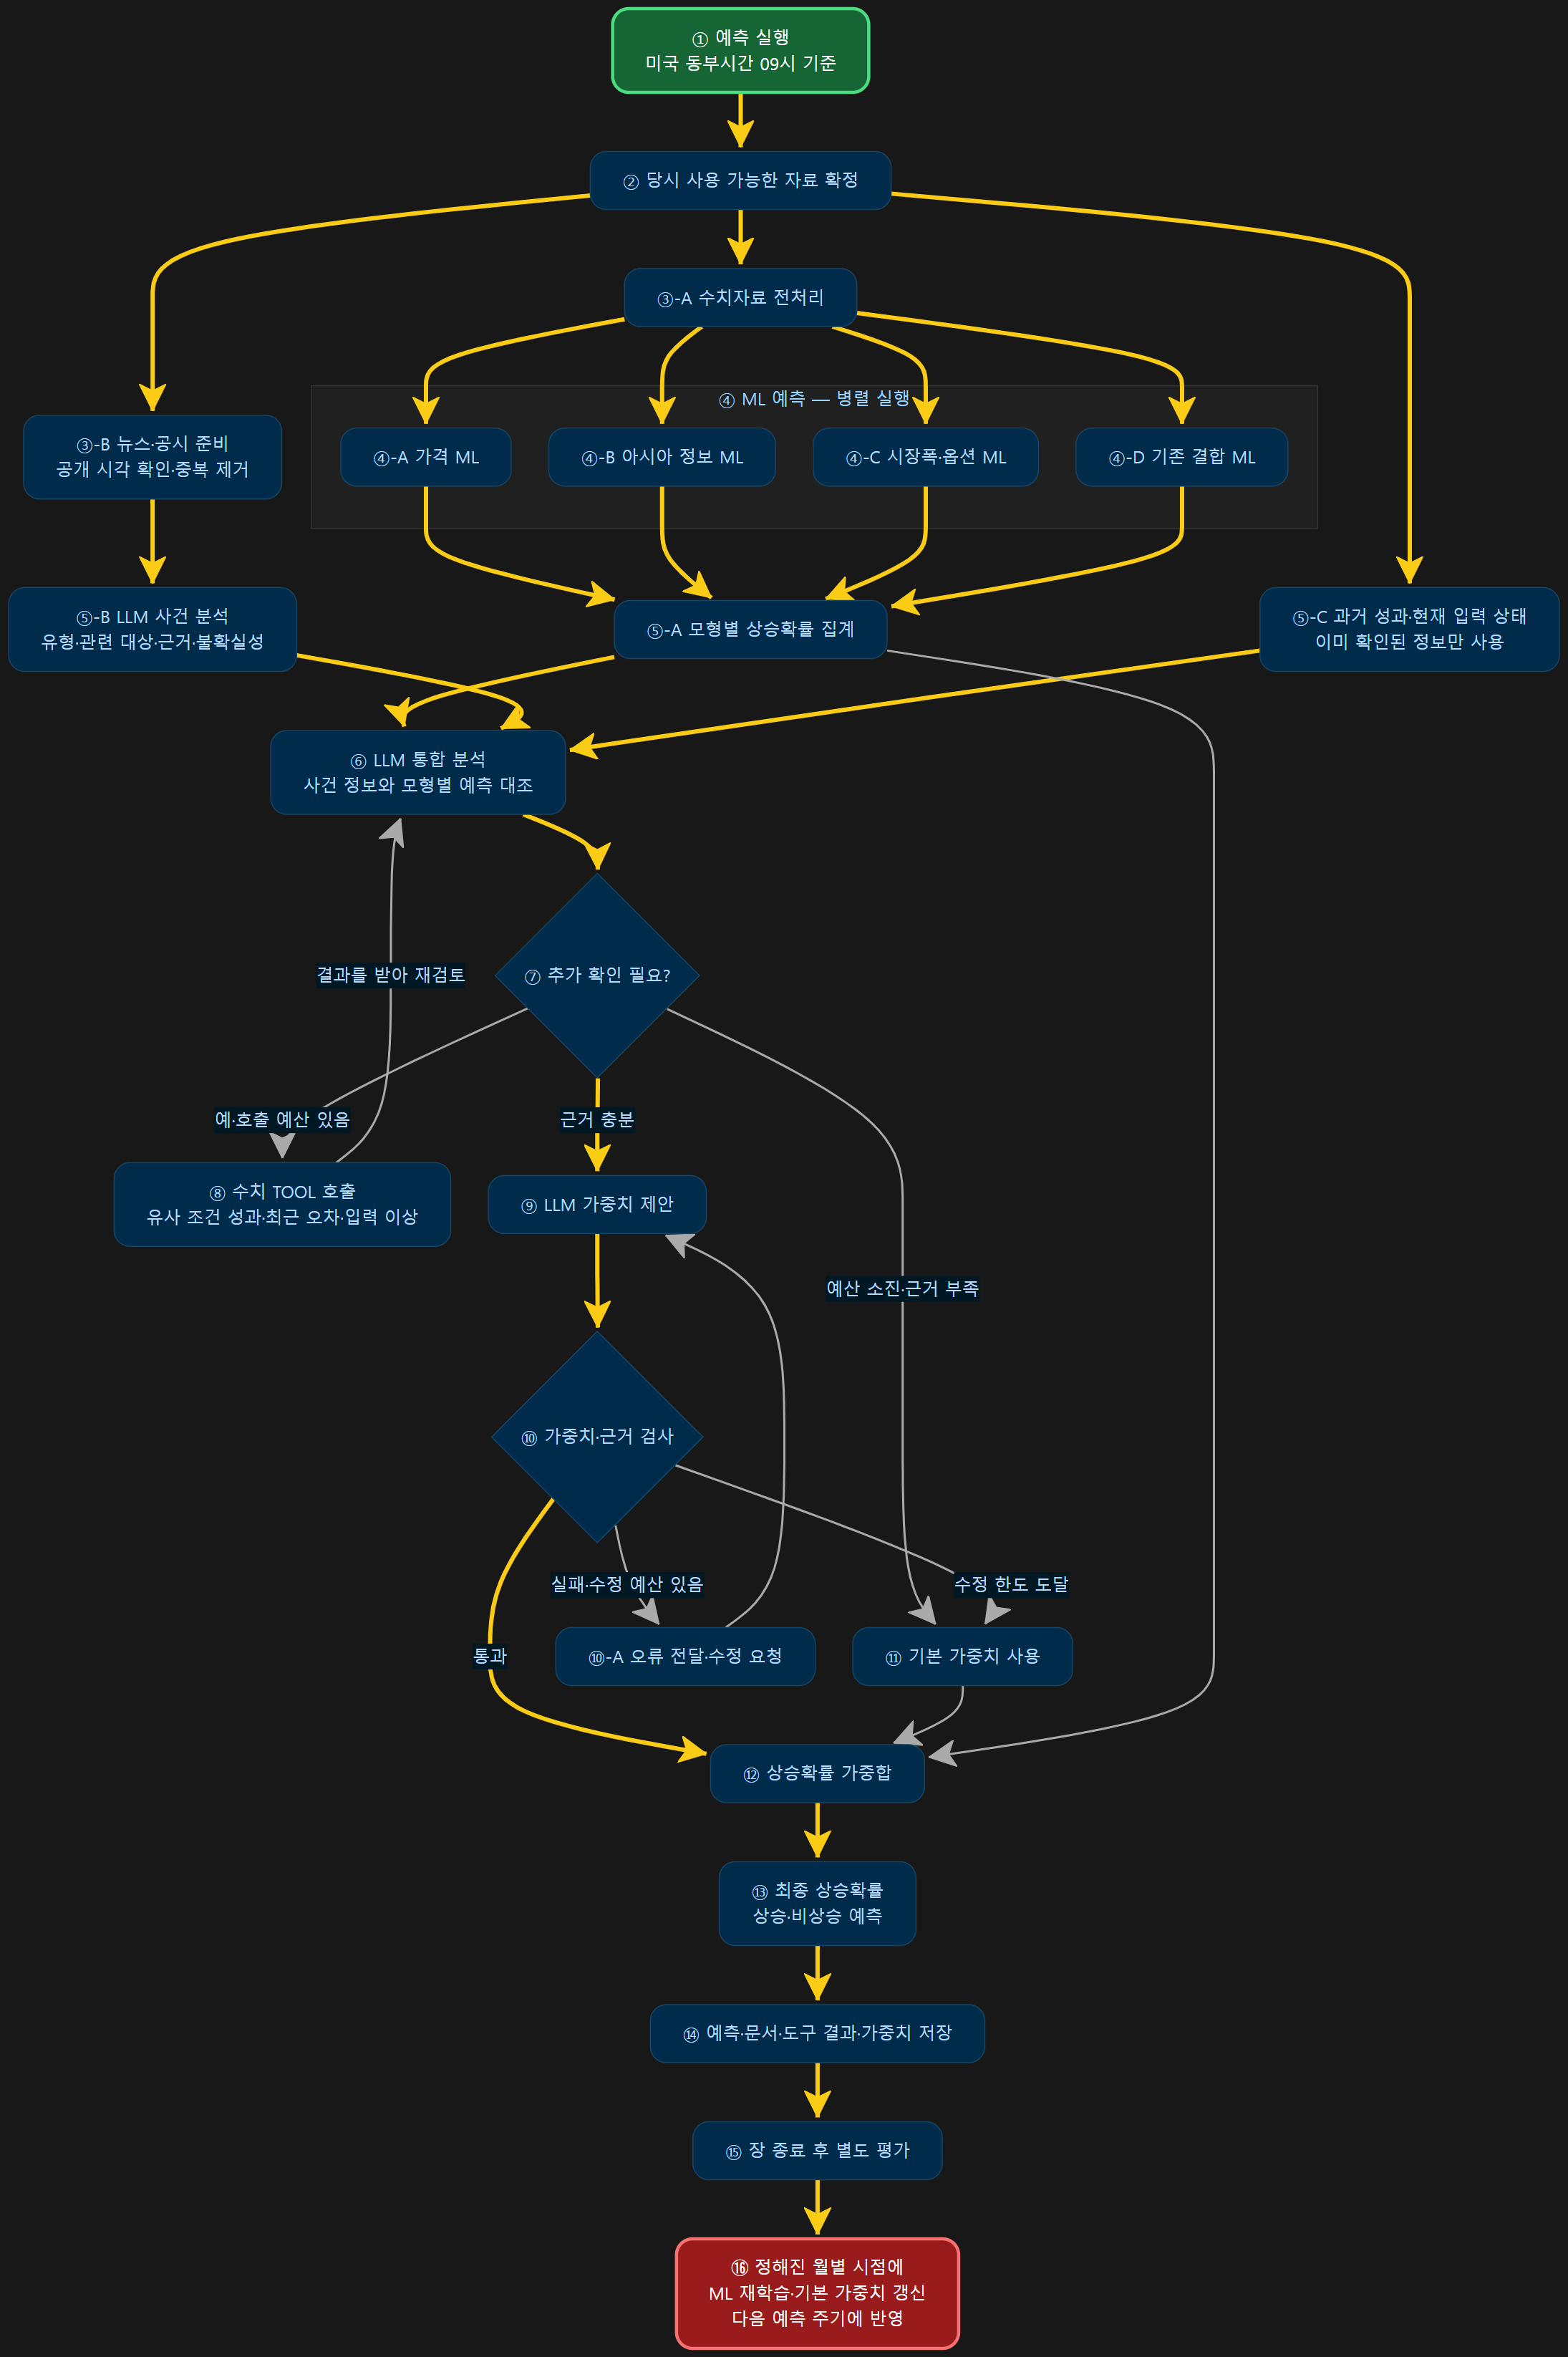 ① 예측 실행
미국 동부시간 09시 기준
② 당시 사용 가능한 자료 확정
③-A 수치자료 전처리
④ ML 예측 — 병렬 실행
③-B 뉴스·공시 준비
공개 시각 확인·중복 제거
④-A 가격 ML
④-B 아시아 정보 ML
④-C 시장폭·옵션 ML
④-D 기존 결합 ML
⑤-B LLM 사건 분석
유형·관련 대상·근거·불확실성
⑤-A 모형별 상승확률 집계
⑤-C 과거 성과·현재 입력 상태
이미 확인된 정보만 사용
⑥ LLM 통합 분석
사건 정보와 모형별 예측 대조
결과를 받아 재검토
⑦ 추가 확인 필요?
예·호출 예산 있음
근거 충분
⑧ 수치 TOOL 호출
유사 조건 성과·최근 오차·입력 이상
⑨ LLM 가중치 제안
예산 소진·근거 부족
⑩ 가중치·근거 검사
실패·수정 예산 있음
수정 한도 도달
통과
⑩-A 오류 전달·수정 요청
⑪ 기본 가중치 사용
⑫ 상승확률 가중합
⑬ 최종 상승확률
상승·비상승 예측
⑭ 예측·문서·도구 결과·가중치 저장
⑮ 장 종료 후 별도 평가
⑯ 정해진 월별 시점에
ML 재학습·기본 가중치 갱신
다음 예측 주기에 반영